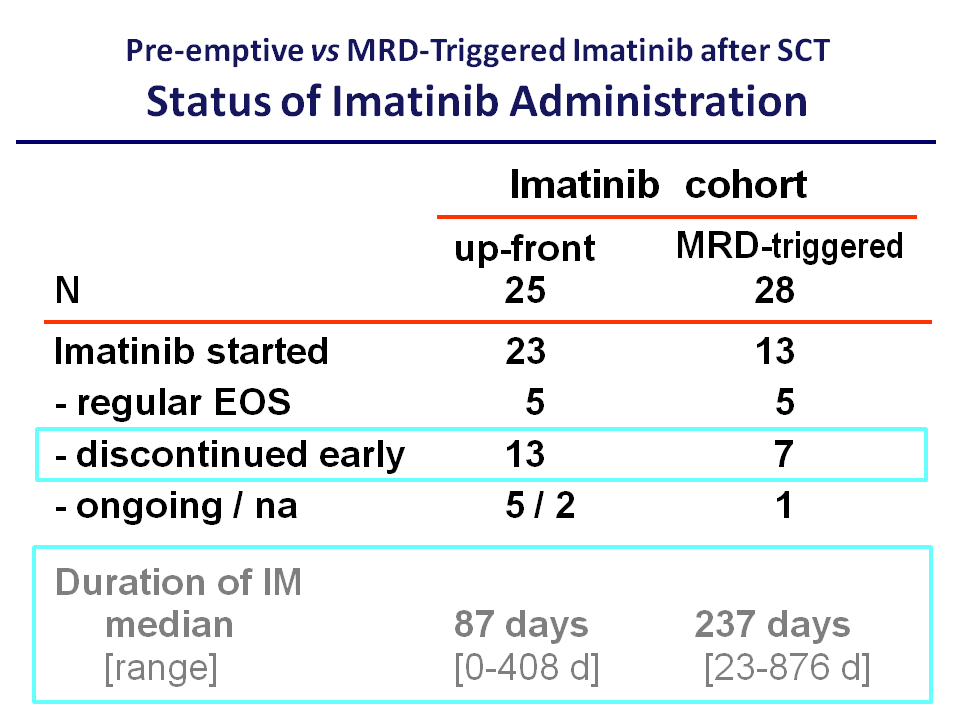 Pre-emptive vs MRD-Triggered Imatinib after SCT
Status of Imatinib Administration
Imatinib cohort
up-front MRD-triggered
N 25 28
Imatinib started 23 13
- regular EOS 5 5
- discontinued early 13 7
- ongoing / na 5 / 2 1
Duration of IM
median 87 days 237 days
[range] [0-408 d] [23-876 d]